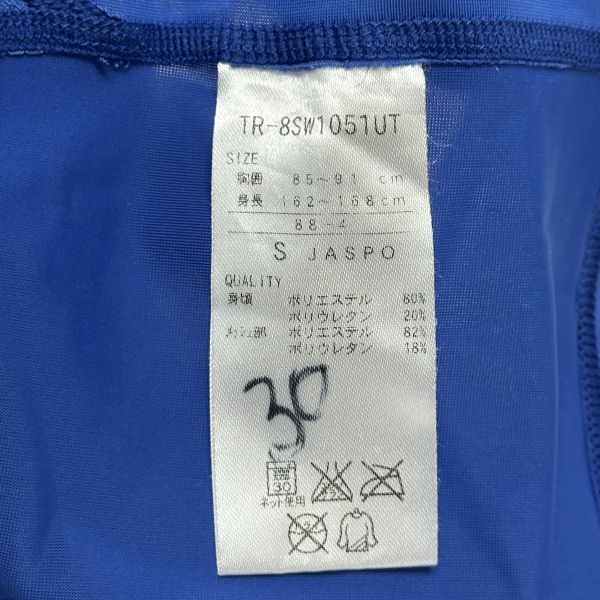 TR-8SW1051UT
SIZE
胸囲 85~91 cm
身長 162~168cm
88-4
S JASPO
QUALITY
身頃 ポリエステル 80%
ポリウレタン 20%
メッシュ部 ポリエステル 82%
ポリウレタン 18%
30
30
ネット使用